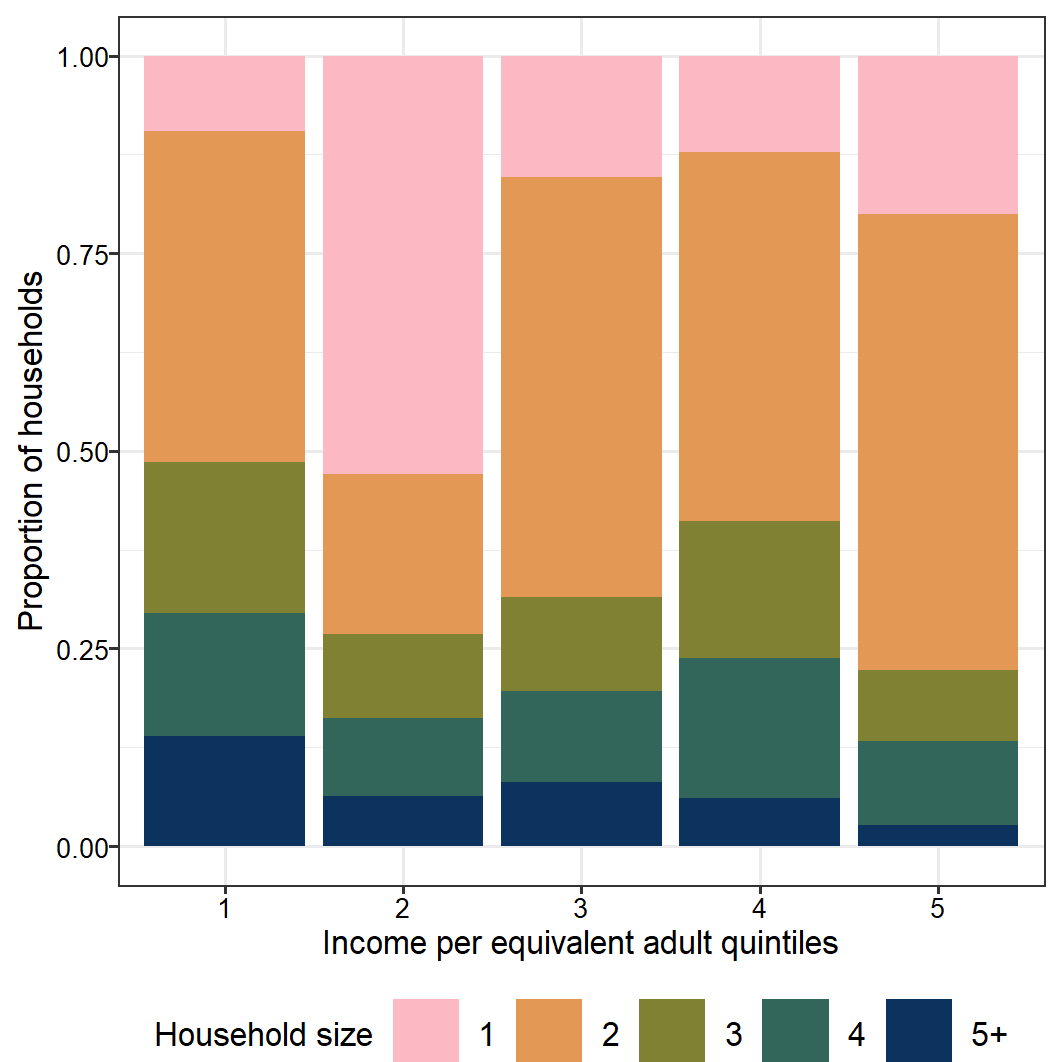 Proportion of households
1.00
0.75
0.50
0.25
0.00
1 2 3 4 5
Income per equivalent adult quintiles
Household size 1 2 3 4 5+